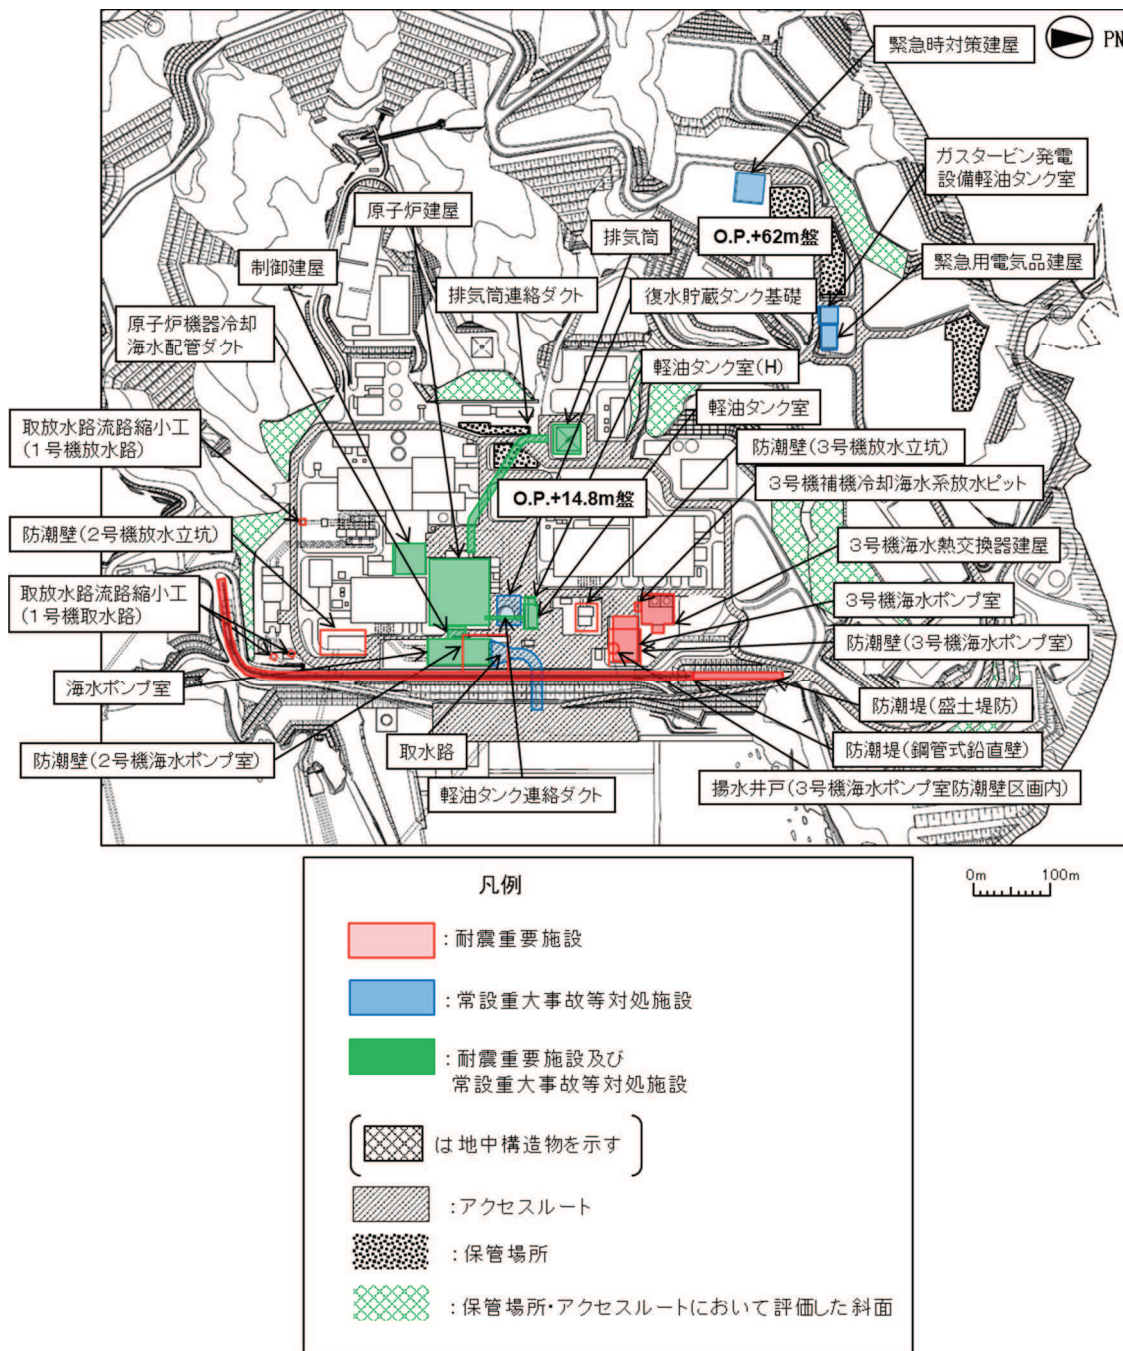 緊急時対策建屋
PN
ガスタービン発電
設備軽油タンク室
原子炉建屋
排気筒
O.P.+62m盤
緊急用電気品建屋
制御建屋
排気筒連絡ダクト
復水貯蔵タンク基礎
原子炉機器冷却
海水配管ダクト
軽油タンク室(H)
軽油タンク室
取放水路流路縮小工
(1号機放水路)
防潮壁(3号機放水立坑)
3号機補機冷却海水系放水ピット
O.P.+14.8m盤
防潮壁(2号機放水立坑)
3号機海水熱交換器建屋
取放水路流路縮小工
(1号機取水路)
3号機海水ポンプ室
防潮壁(3号機海水ポンプ室)
海水ポンプ室
防潮堤(盛土堤防)
防潮壁(2号機海水ポンプ室)
取水路
防潮堤(鋼管式鉛直壁)
軽油タンク連絡ダクト
揚水井戸(3号機海水ポンプ室防潮壁区画内)
0m 100m
凡例
:耐震重要施設
:常設重大事故等対処施設
:耐震重要施設及び
常設重大事故等対処施設
は地中構造物を示す
:アクセスルート
:保管場所
:保管場所・アクセスルートにおいて評価した斜面